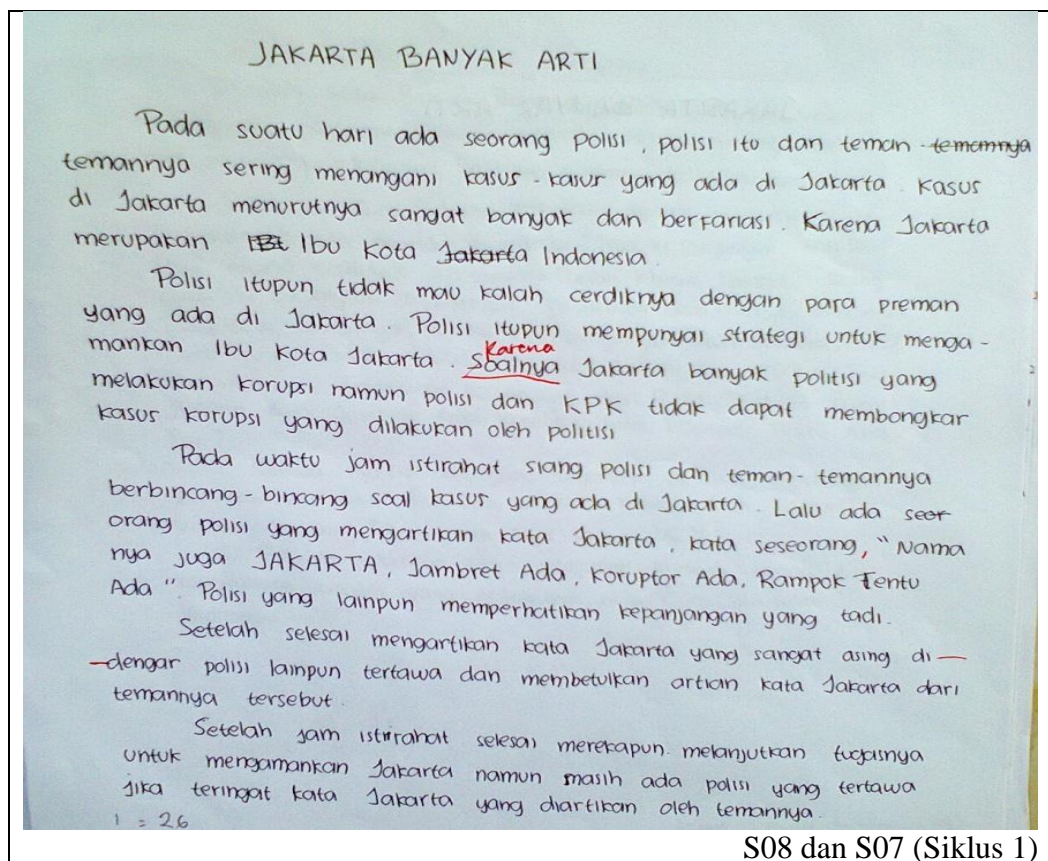 JAKARTA BANYAK ARTI
Pada suatu hari ada seorang polisi, polisi itu dan teman-temannya
temannya sering menangani kasus-kasus yang ada di Jakarta. Kasus
di Jakarta menurutnya sangat banyak dan berfariasi. Karena Jakarta
merupakan Ibu Kota Jakarta Indonesia.
Polisi itupun tidak mau kalah cerdiknya dengan para preman
yang ada di Jakarta. Polisi itupun mempunyai strategi untuk menga-
Karena
mankan Ibu Kota Jakarta. Soalnya Jakarta banyak politisi yang
melakukan korupsi namun polisi dan KPK tidak dapat membongkar
kasus korupsi yang dilakukan oleh politisi
Pada waktu jam istirahat siang polisi dan teman-temannya
berbincang-bincang soal kasus yang ada di Jakarta. Lalu ada seor
orang polisi yang mengartikan kata Jakarta, kata seseorang, "Nama
nya juga JAKARTA, Jambret Ada, Koruptor Ada, Rampok Tentu
Ada". Polisi yang lainpun memperhatikan kepanjangan yang tadi.
Setelah selesai mengartikan kata Jakarta yang sangat asing di
dengar polisi lainpun tertawa dan membetulkan artian kata Jakarta dari
temannya tersebut.
Setelah jam istirahat selesai merekapun melanjutkan tugasnya
untuk mengamankan Jakarta namun masih ada polisi yang tertawa
jika teringat kata Jakarta yang diartikan oleh temannya.
1 = 26
S08 dan S07 (Siklus 1)